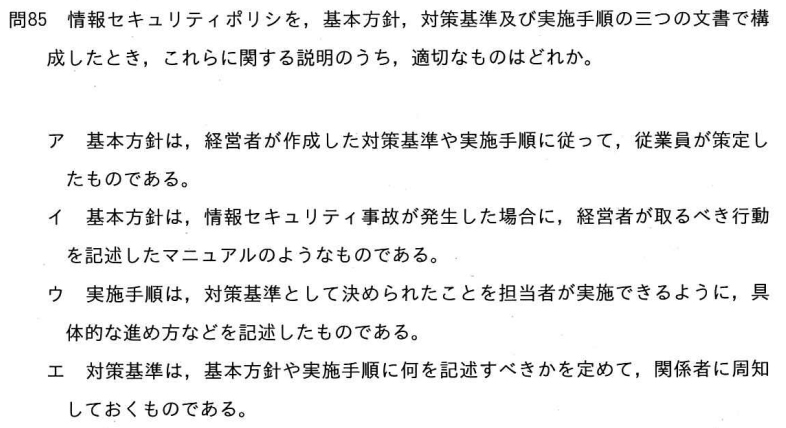 問85 情報セキュリティポリシを，基本方針，対策基準及び実施手順の三つの文書で構
成したとき，これらに関する説明のうち，適切なものはどれか。
ア 基本方針は，経営者が作成した対策基準や実施手順に従って，従業員が策定し
たものである。
イ 基本方針は，情報セキュリティ事故が発生した場合に，経営者が取るべき行動
を記述したマニュアルのようなものである。
ウ 実施手順は，対策基準として決められたことを担当者が実施できるように，具
体的な進め方などを記述したものである。
エ 対策基準は，基本方針や実施手順に何を記述すべきかを定めて，関係者に周知
しておくものである。